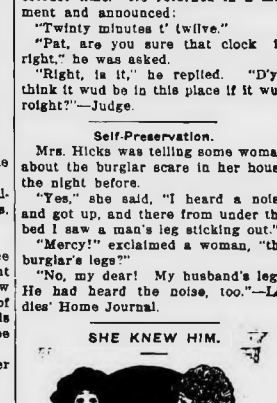 ment and announced:
"Twinty minutes t' twilve."
"Pat, are you sure that clock
right," he was asked.
"Right, is it," he replied. "D'y
think it wud be in this place if it wu
roight?"—Judge.
Self-Preservation.
Mrs. Hicks was telling some woma
about the burglar scare in her hous
the night before.
"Yes," she said, "I heard a nois
and got up, and there from under th
bed I saw a man's leg sticking out."
"Mercy!" exclaimed a woman, "th
burglar's legs?"
"No, my dear! My husband's leg
He had heard the noise, too."—L
dies' Home Journal.
SHE KNEW HIM.